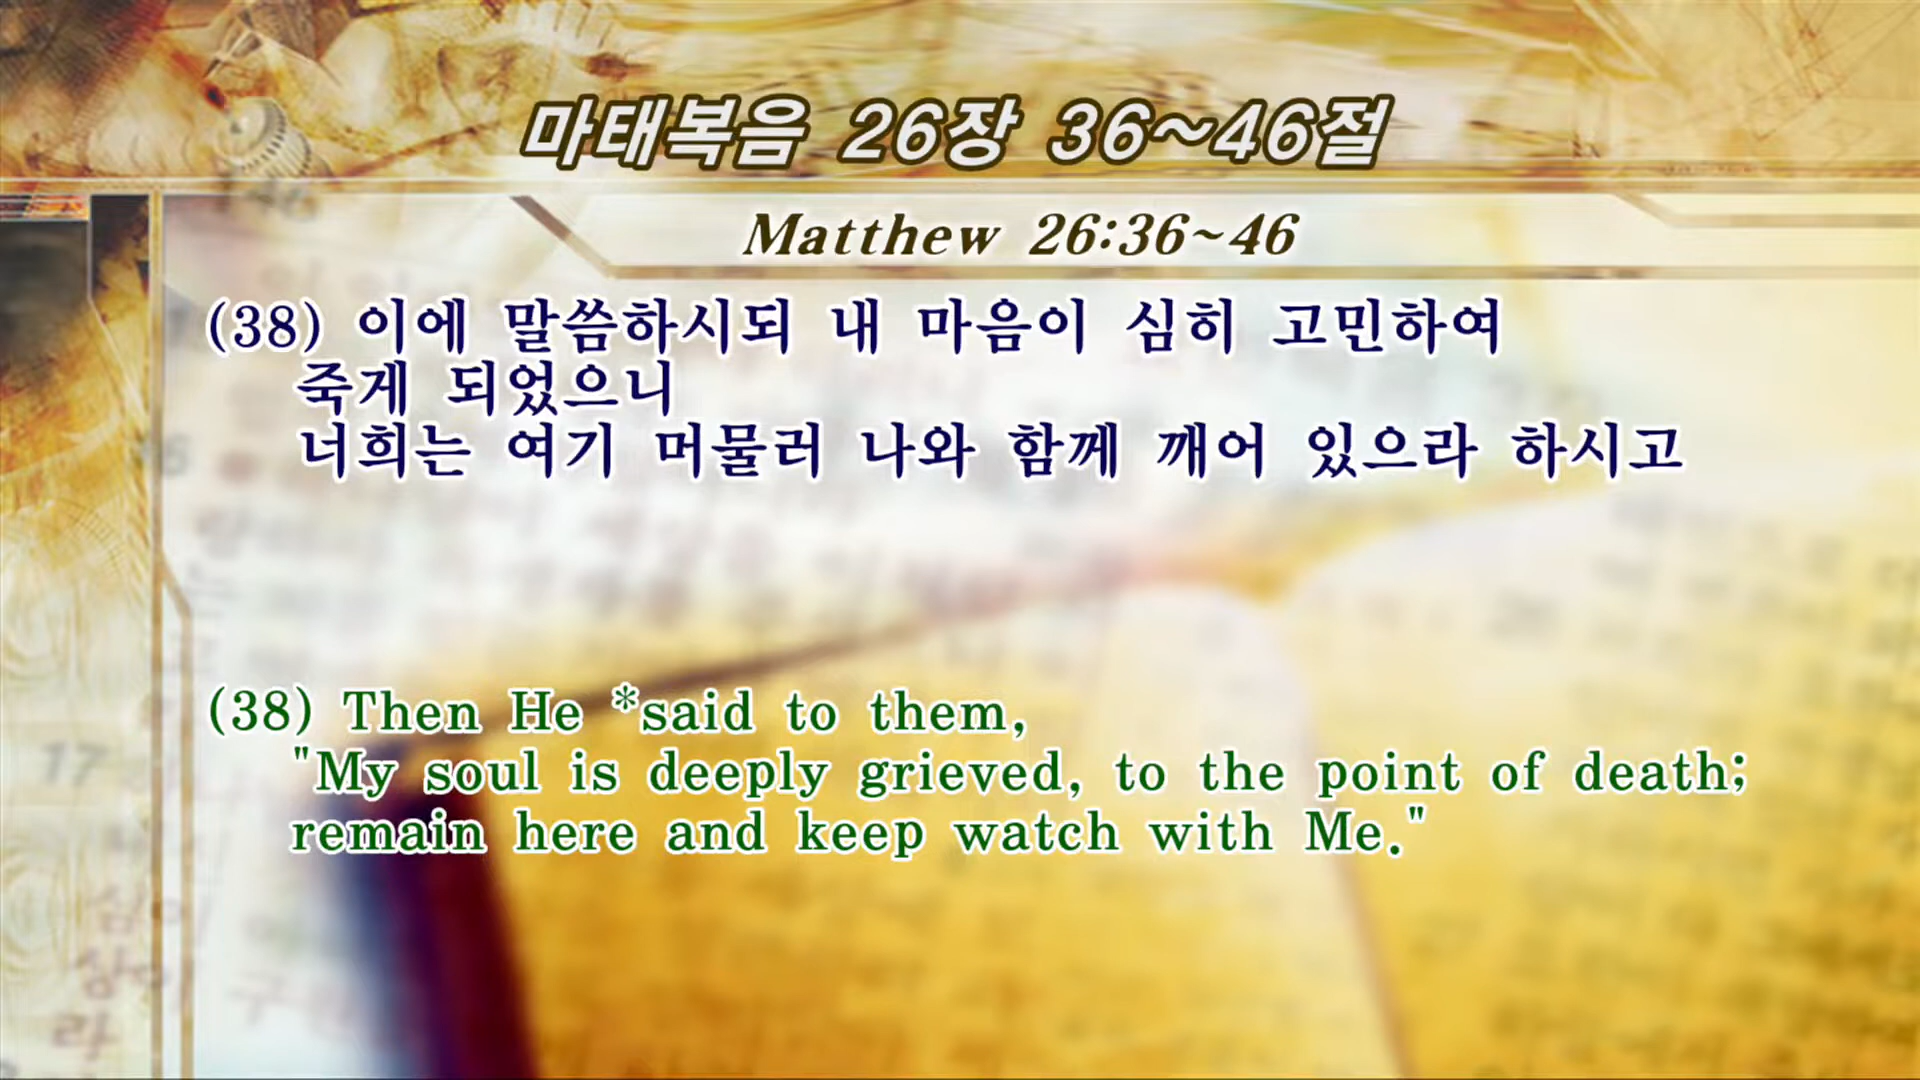 마태복음 26장 36~46절
Matthew 26:36~46
(38) 이에 말씀하시되 내 마음이 심히 고민하여
죽게 되었으니
너희는 여기 머물러 나와 함께 깨어 있으라 하시고
(38) Then He *said to them,
"My soul is deeply grieved, to the point of death;
remain here and keep watch with Me."
17